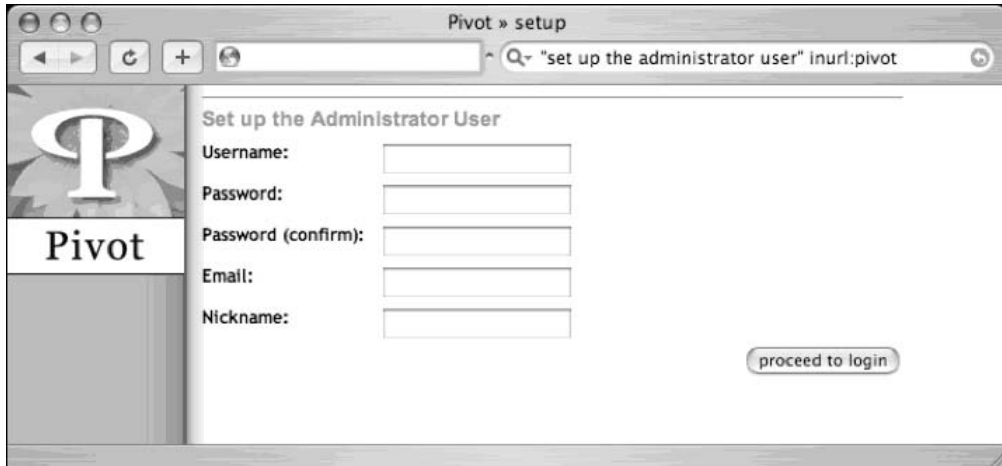 Pivot » setup
"set up the administrator user" inurl:pivot
Set up the Administrator User
Username:
Password:
Password (confirm):
Pivot
Email:
Nickname:
proceed to login